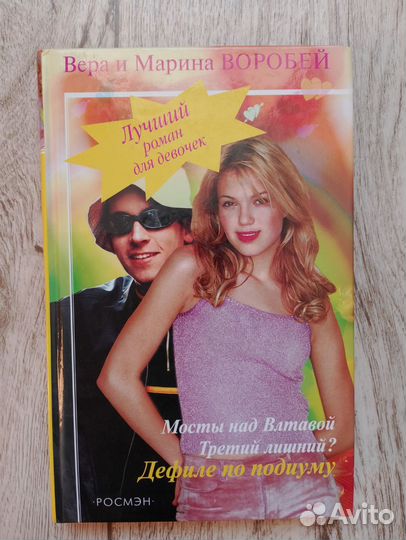 Вера и Марина ВОРОБЕЙ
Лучший
роман
для девочек
Мосты над Влтавой
Третий лишний?
Дефиле по подиуму
·РОСМЭН·
Avito